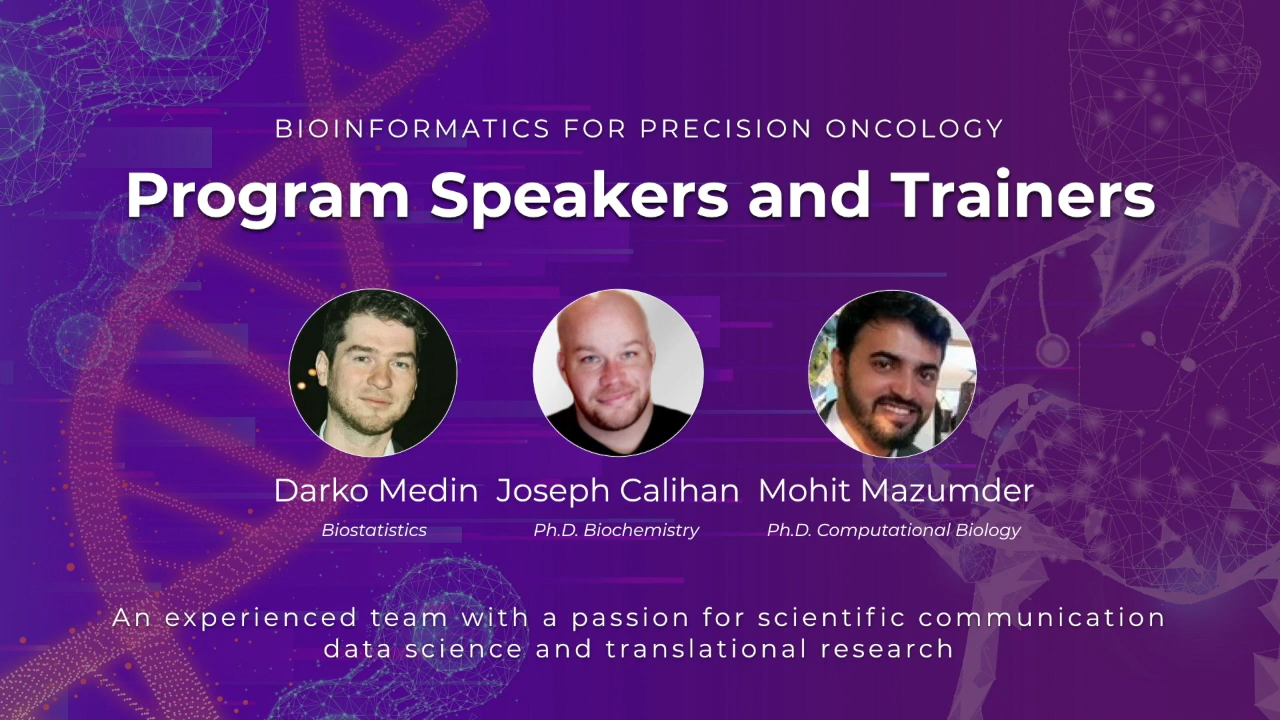 BIOINFORMATICS FOR PRECISION ONCOLOGY
Program Speakers and Trainers
Darko Medin Joseph Calihan Mohit Mazumder
Biostatistics Ph.D. Biochemistry Ph.D. Computational Biology
An experienced team with a passion for scientific communication
data science and translational research